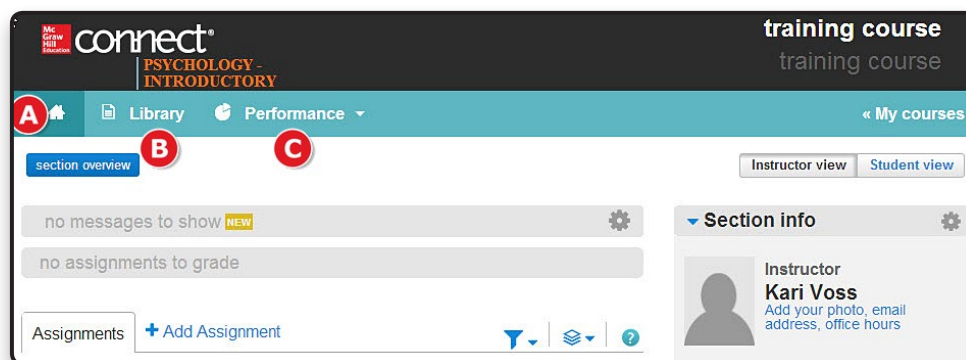 Mc
Graw
Hill
Education
connect®
PSYCHOLOGY -
INTRODUCTORY
training course
training course
A
Library
Performance
« My courses
B
C
section overview
Instructor view
Student view
no messages to show NEW
no assignments to grade
Section info
Instructor
Kari Voss
Add your photo, email
address, office hours
Assignments
+ Add Assignment
?